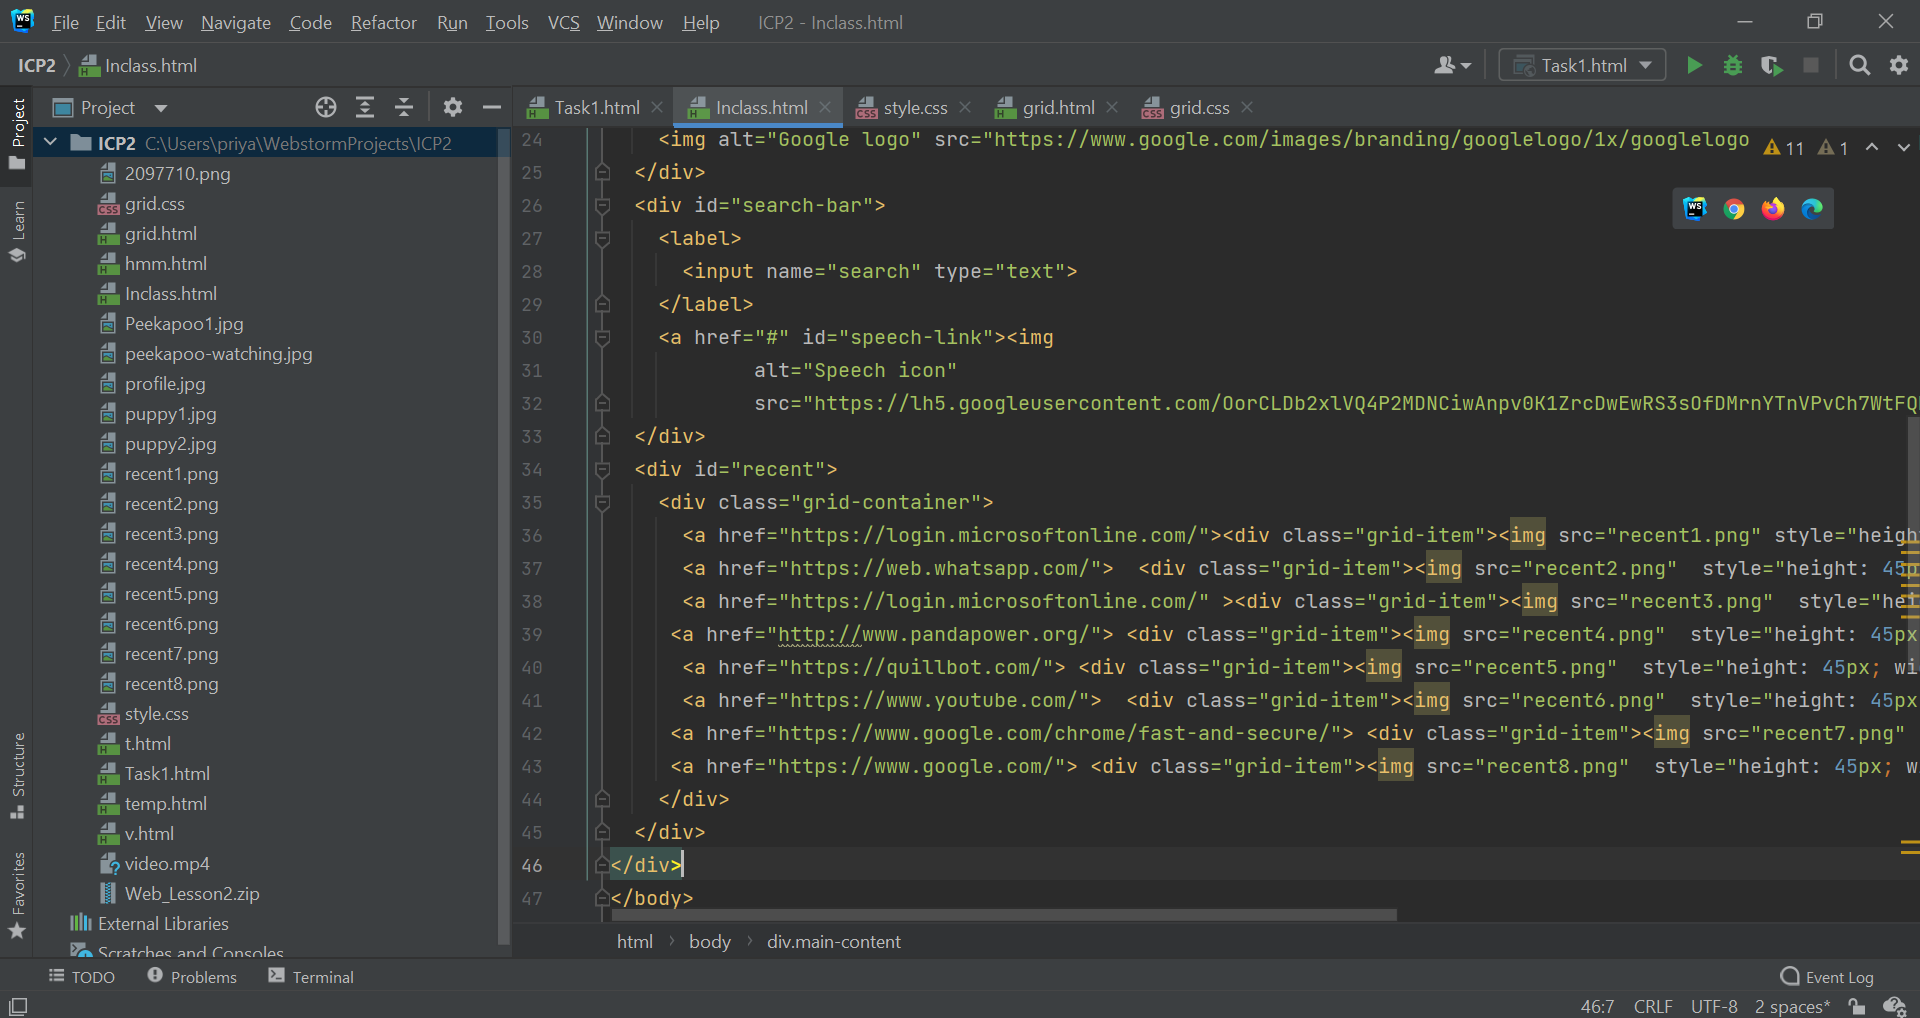 File Edit View Navigate Code Refactor Run Tools VCS Window Help ICP2 - Inclass.html
ICP2 Inclass.html Task1.html
Project Task1.html Inclass.html style.css grid.html grid.css
Project
Learn
Structure
Favorites
ICP2 C:\Users\priya\WebstormProjects\ICP2
2097710.png
grid.css
grid.html
hmm.html
Inclass.html
Peekapoo1.jpg
peekapoo-watching.jpg
profile.jpg
puppy1.jpg
puppy2.jpg
recent1.png
recent2.png
recent3.png
recent4.png
recent5.png
recent6.png
recent7.png
recent8.png
style.css
t.html
Task1.html
temp.html
v.html
video.mp4
Web_Lesson2.zip
External Libraries
Scratches and Consoles
24 <img alt="Google logo" src="https://www.google.com/images/branding/googlelogo/1x/googlelogo 11 1
25 </div>
26 <div id="search-bar">
27 <label>
28 <input name="search" type="text">
29 </label>
30 <a href="#" id="speech-link"><img
31 alt="Speech icon"
32 src="https://lh5.googleusercontent.com/OorCLDb2xlVQ4P2MDNCiwAnpv0K1ZrcDwEwRS3sOfDMrnYTnVPvCh7WtFQ
33 </div>
34 <div id="recent">
35 <div class="grid-container">
36 <a href="https://login.microsoftonline.com/"><div class="grid-item"><img src="recent1.png" style="heigh
37 <a href="https://web.whatsapp.com/"> <div class="grid-item"><img src="recent2.png" style="height: 45p
38 <a href="https://login.microsoftonline.com/" ><div class="grid-item"><img src="recent3.png" style="hei
39 <a href="http://www.pandapower.org/"> <div class="grid-item"><img src="recent4.png" style="height: 45px
40 <a href="https://quillbot.com/"> <div class="grid-item"><img src="recent5.png" style="height: 45px; wi
41 <a href="https://www.youtube.com/"> <div class="grid-item"><img src="recent6.png" style="height: 45px
42 <a href="https://www.google.com/chrome/fast-and-secure/"> <div class="grid-item"><img src="recent7.png"
43 <a href="https://www.google.com/"> <div class="grid-item"><img src="recent8.png" style="height: 45px; w
44 </div>
45 </div>
46 </div>
47 </body>
html body div.main-content
TODO Problems Terminal Event Log
46:7 CRLF UTF-8 2 spaces*